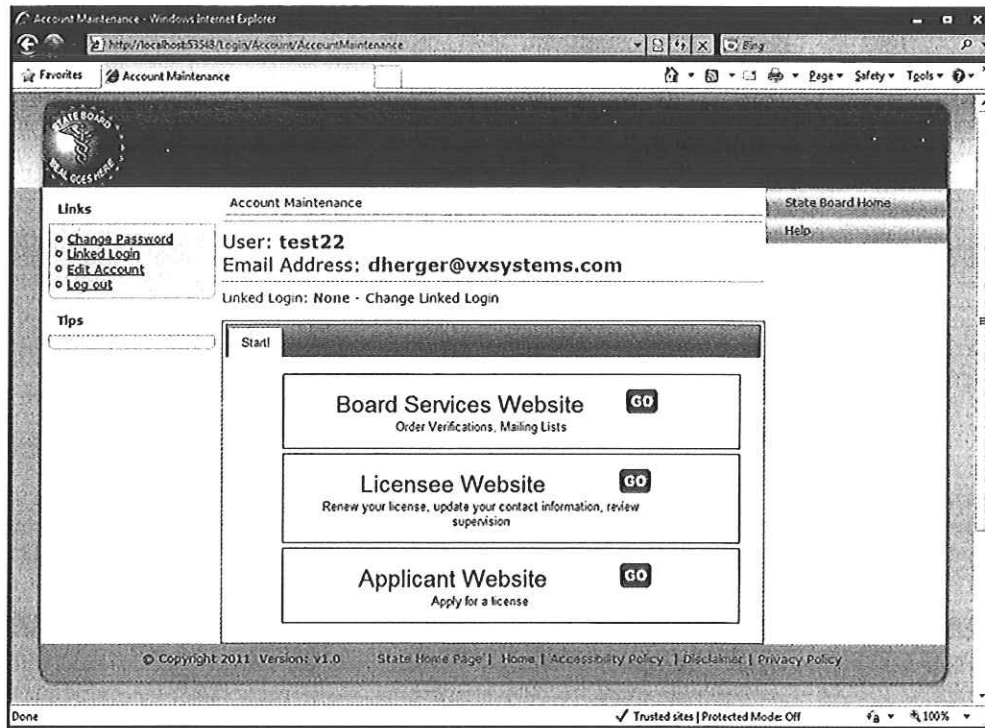 Account Maintenance - Windows Internet Explorer
http://localhost:53548/Login/Account/AccountMaintenance
Bing
Favorites
Account Maintenance
Page
Safety
Tools
STATE BOARD
SEAL GOES HERE
Links
Change Password
Linked Login
Edit Account
Log out
Tips
Account Maintenance
User: test22
Email Address: dherger@vxsystems.com
Linked Login: None - Change Linked Login
Start!
Board Services Website
GO
Order Verifications, Mailing Lists
Licensee Website
GO
Renew your license, update your contact information, review
supervision
Applicant Website
GO
Apply for a license
State Board Home
Help
© Copyright 2011 Version: v1.0 State Home Page | Home | Accessibility Policy | Disclaimer | Privacy Policy
Done
Trusted sites | Protected Mode: Off
100%